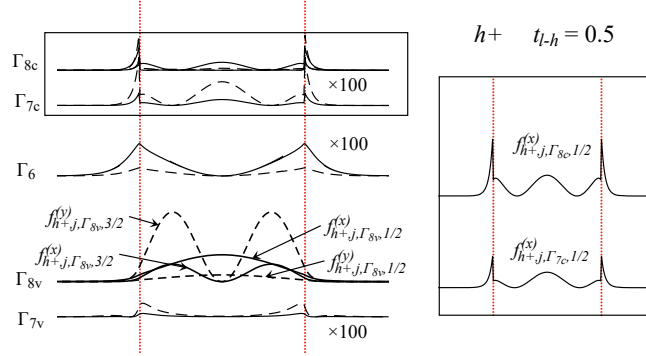 h+ t_{l-h} = 0.5
Γ_{8c}
×100
Γ_{7c}
×100
Γ_6
f^{(y)}_{h+,j,Γ_{8v},3/2}
f^{(x)}_{h+,j,Γ_{8v},1/2}
f^{(x)}_{h+,j,Γ_{8v},3/2}
f^{(y)}_{h+,j,Γ_{8v},1/2}
Γ_{8v}
Γ_{7v}
×100
f^{(x)}_{h+,j,Γ_{8c},1/2}
f^{(x)}_{h+,j,Γ_{7c},1/2}